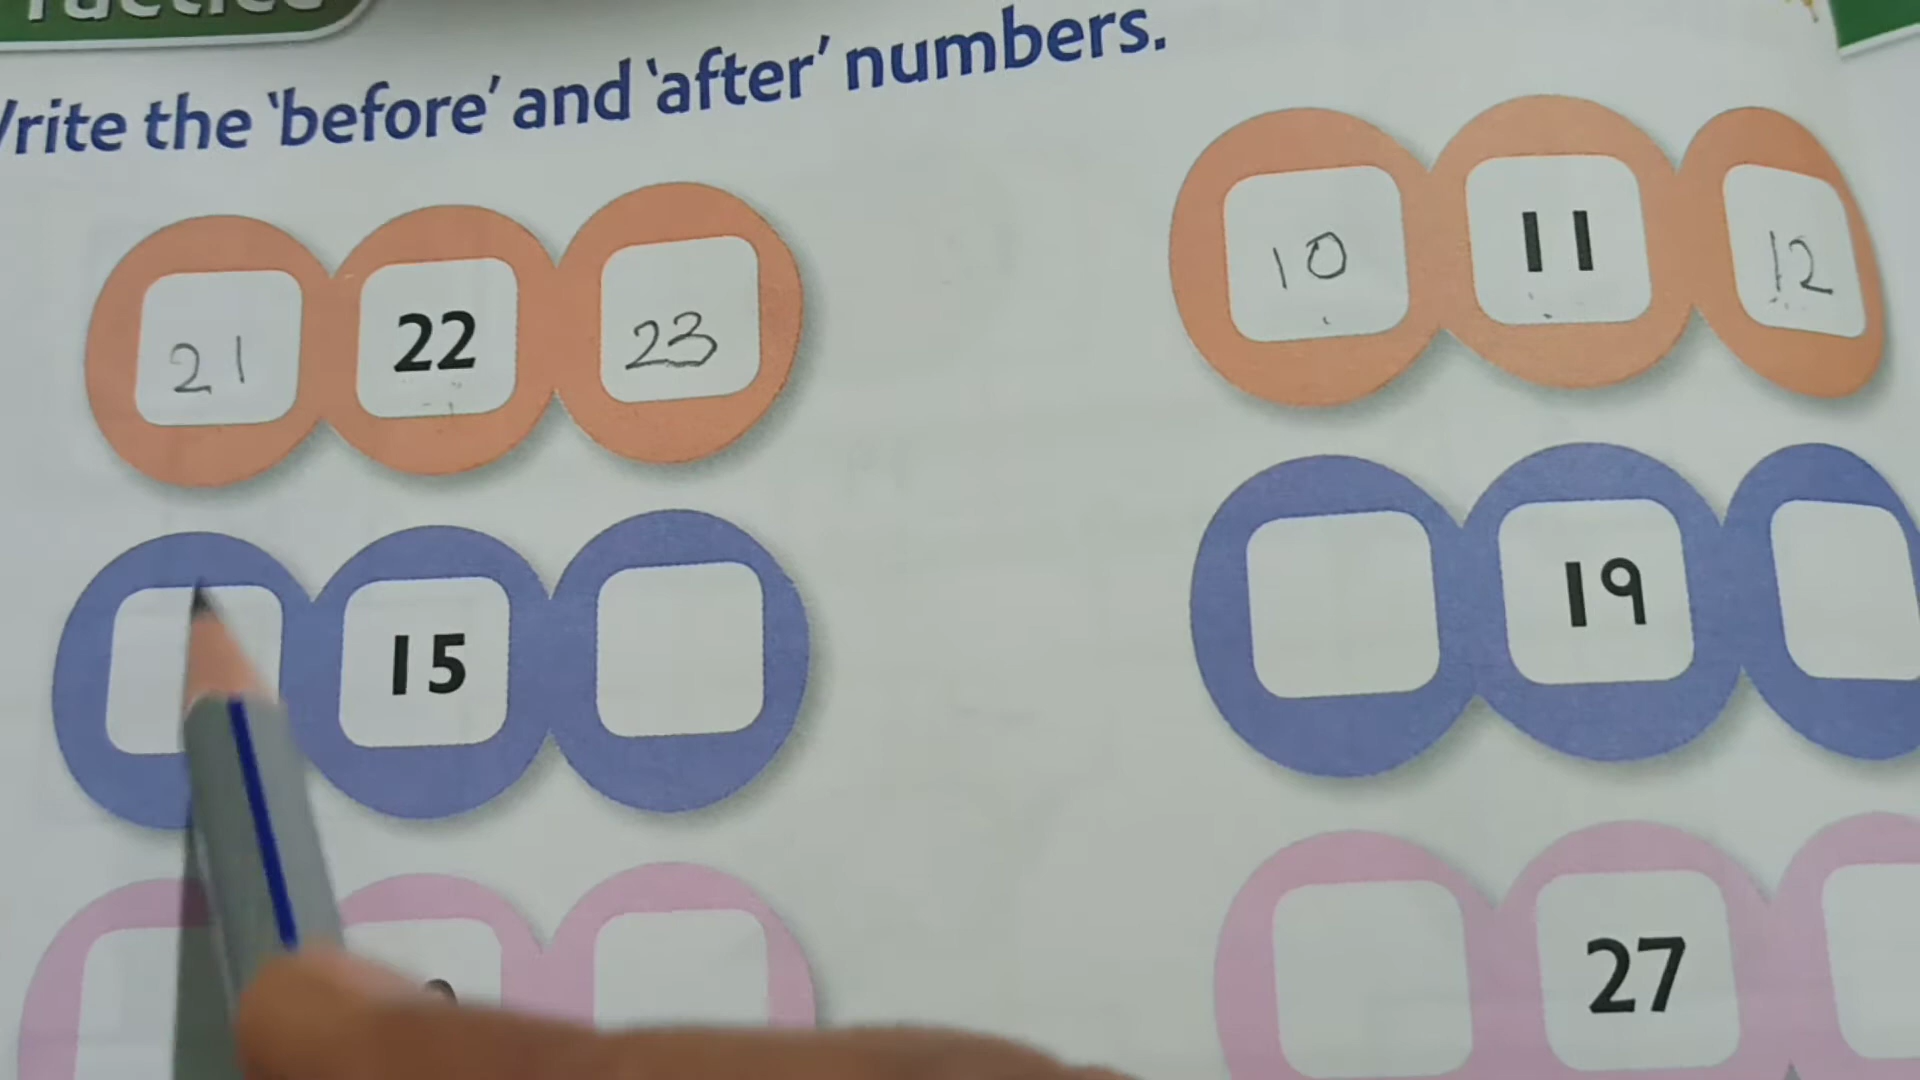 Write the 'before' and 'after' numbers.
21 22 23
10 11 12
15
19
27